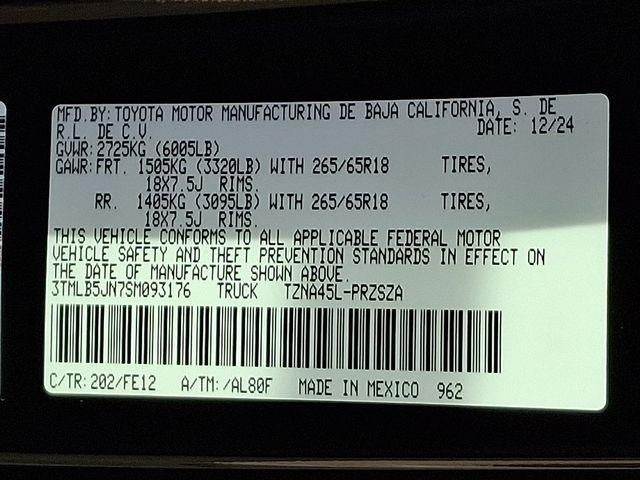 MFD. BY: TOYOTA MOTOR MANUFACTURING DE BAJA CALIFORNIA, S. DE
R.L. DE C.V. DATE: 12/24
GVWR: 2725KG (6005LB)
GAWR: FRT. 1505KG (3320LB) WITH 265/65R18 TIRES,
18X7.5J RIMS.
RR. 1405KG (3095LB) WITH 265/65R18 TIRES,
18X7.5J RIMS.
THIS VEHICLE CONFORMS TO ALL APPLICABLE FEDERAL MOTOR
VEHICLE SAFETY AND THEFT PREVENTION STANDARDS IN EFFECT ON
THE DATE OF MANUFACTURE SHOWN ABOVE.
3TMLB5JN7SM093176 TRUCK TZNA45L-PRZSZA
C/TR: 202/FE12 A/TM: /AL80F MADE IN MEXICO 962